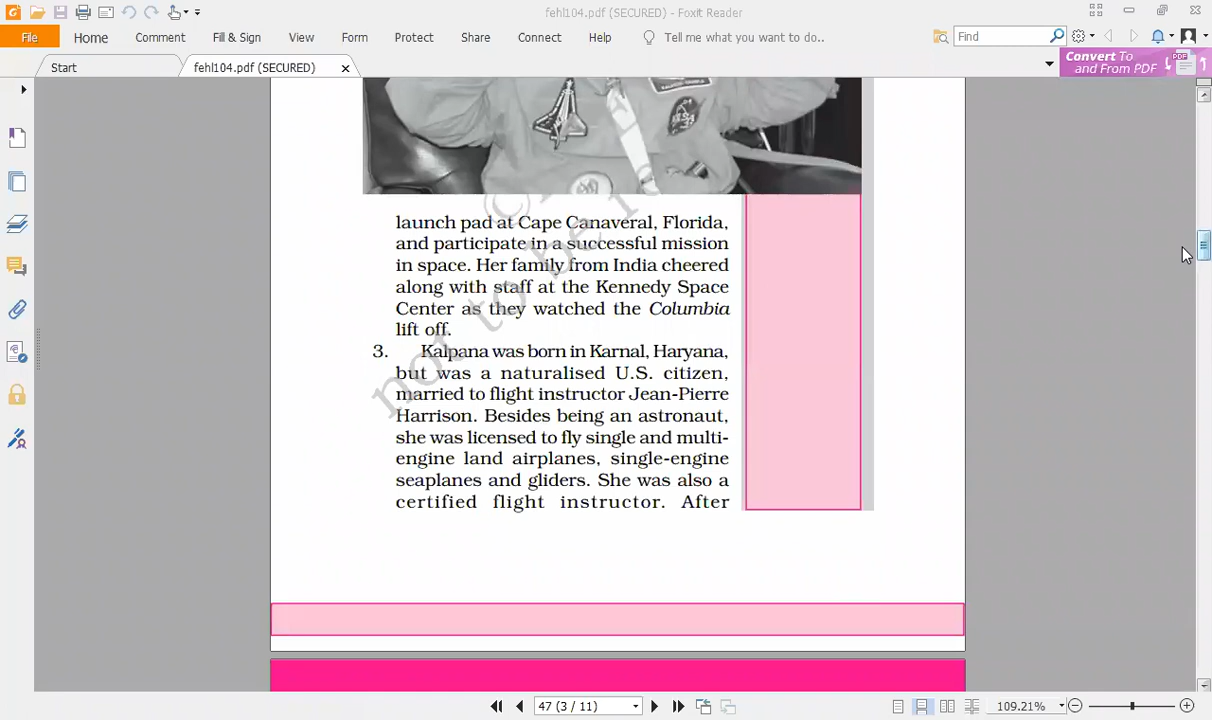 fehl104.pdf (SECURED) - Foxit Reader
File Home Comment Fill & Sign View Form Protect Share Connect Help Tell me what you want to do.. Find
Start fehl104.pdf (SECURED)
Convert To
and From PDF
PDF
launch pad at Cape Canaveral, Florida,
and participate in a successful mission
in space. Her family from India cheered
along with staff at the Kennedy Space
Center as they watched the Columbia
lift off.
3. Kalpana was born in Karnal, Haryana,
but was a naturalised U.S. citizen,
married to flight instructor Jean-Pierre
Harrison. Besides being an astronaut,
she was licensed to fly single and multi-
engine land airplanes, single-engine
seaplanes and gliders. She was also a
certified flight instructor. After
not to be
47 (3 / 11)
109.21%